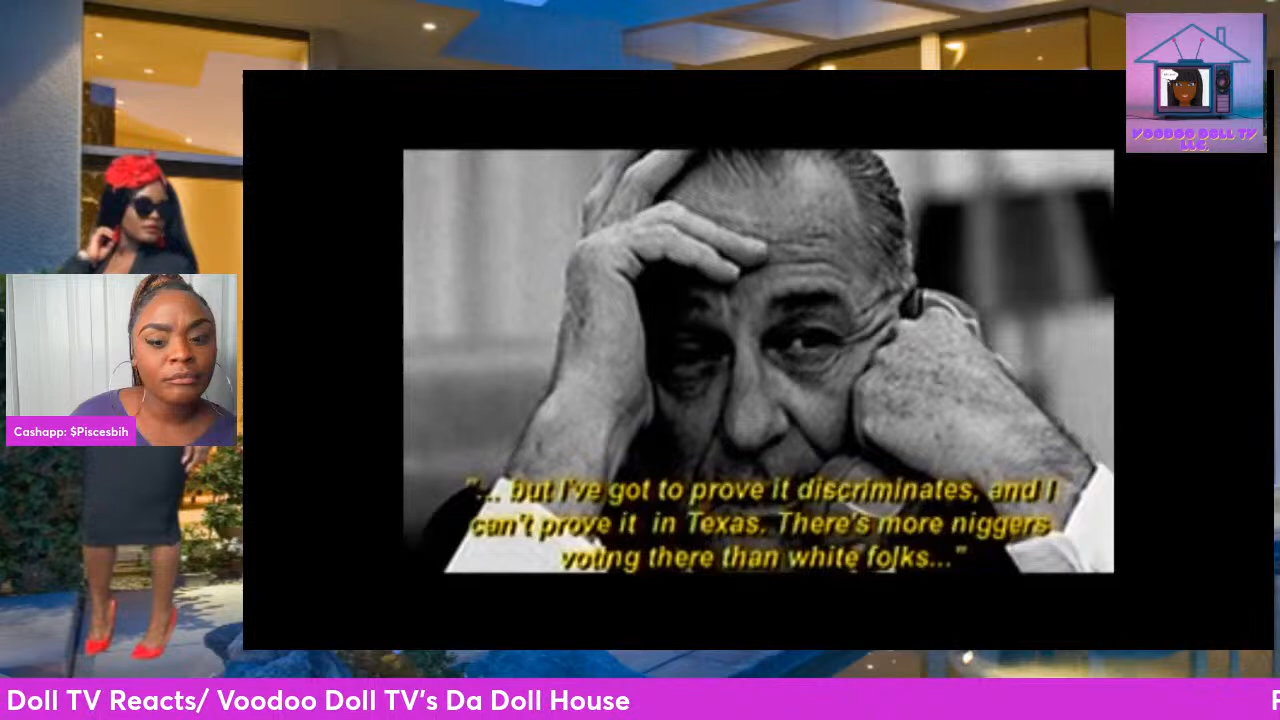 VOODOO DOLL TV
LLC.
Cashapp: $Piscesbih
"... but I've got to prove it discriminates, and I
can't prove it in Texas. There's more niggers
voting there than white folks..."
Doll TV Reacts/ Voodoo Doll TV's Da Doll House